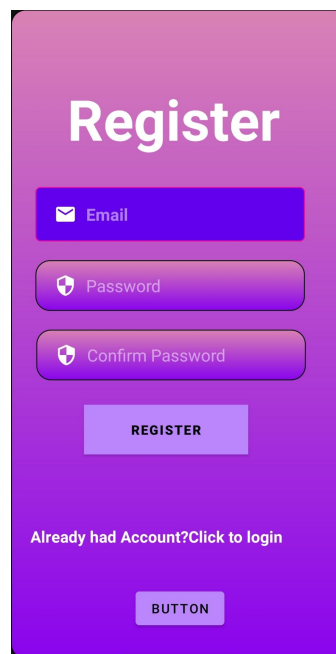 Register
Email
Password
Confirm Password
REGISTER
Already had Account?Click to login
BUTTON